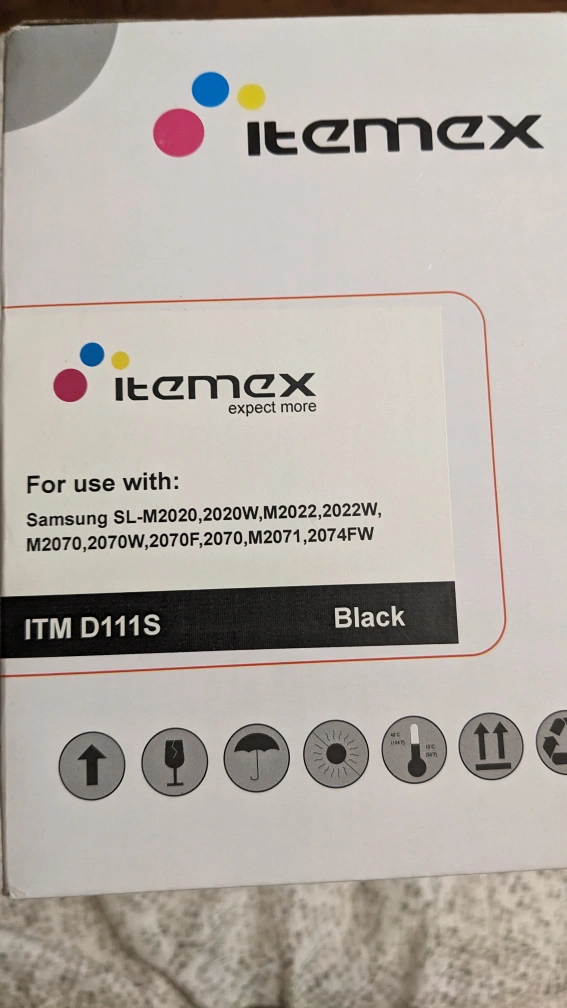 itemex
itemex
expect more
For use with:
Samsung SL-M2020,2020W,M2022,2022W,
M2070,2070W,2070F,2070,M2071,2074FW
ITM D111S Black